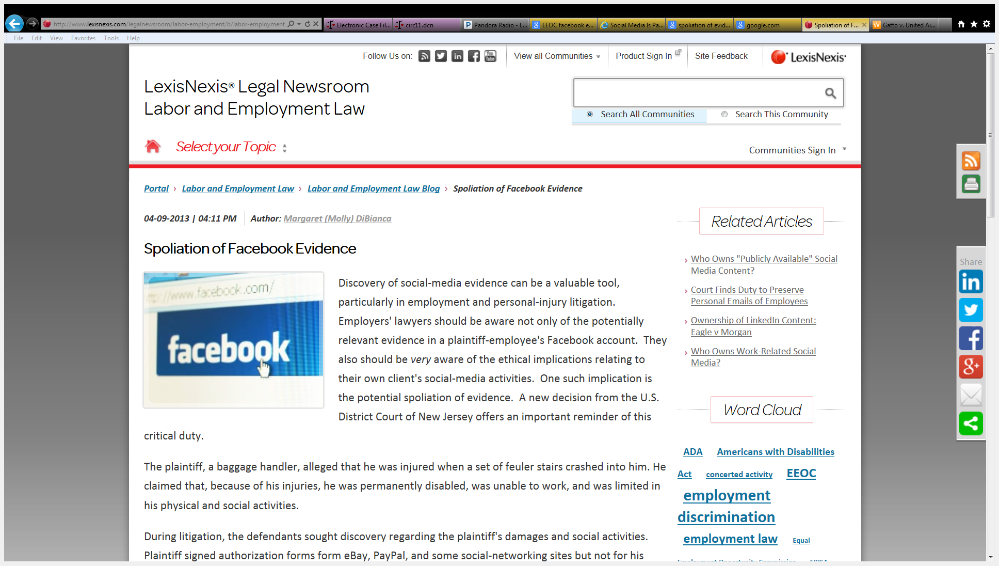 http://www.lexisnexis.com/legalnewsroom/labor-employment/b/labor-employment
Electronic Case Fil...
circ11.dcn
Pandora Radio - L...
EEOC facebook e...
Social Media Is Pa...
spoliation of evid...
google.com
Spoliation of F...
Gatto v. United Ai...
File Edit View Favorites Tools Help
Follow Us on:
You Tube
View all Communities
Product Sign In
Site Feedback
LexisNexis
LexisNexis® Legal Newsroom
Labor and Employment Law
Search All Communities
Search This Community
Select your Topic
Communities Sign In
Portal › Labor and Employment Law › Labor and Employment Law Blog › Spoliation of Facebook Evidence
04-09-2013 | 04:11 PM Author: Margaret (Molly) DiBianca
Spoliation of Facebook Evidence
http://www.facebook.com/
facebook
Discovery of social-media evidence can be a valuable tool,
particularly in employment and personal-injury litigation.
Employers' lawyers should be aware not only of the potentially
relevant evidence in a plaintiff-employee's Facebook account.  They
also should be very aware of the ethical implications relating to
their own client's social-media activities.  One such implication is
the potential spoliation of evidence.  A new decision from the U.S.
District Court of New Jersey offers an important reminder of this
critical duty.
The plaintiff, a baggage handler, alleged that he was injured when a set of feuler stairs crashed into him. He
claimed that, because of his injuries, he was permanently disabled, was unable to work, and was limited in
his physical and social activities.
During litigation, the defendants sought discovery regarding the plaintiff's damages and social activities.
Plaintiff signed authorization forms form eBay, PayPal, and some social-networking sites but not for his
Related Articles
› Who Owns "Publicly Available" Social
Media Content?
› Court Finds Duty to Preserve
Personal Emails of Employees
› Ownership of LinkedIn Content:
Eagle v Morgan
› Who Owns Work-Related Social
Media?
Word Cloud
ADA Americans with Disabilities
Act concerted activity EEOC
employment
discrimination
employment law Equal
Employment Opportunity Commission ERISA
Share